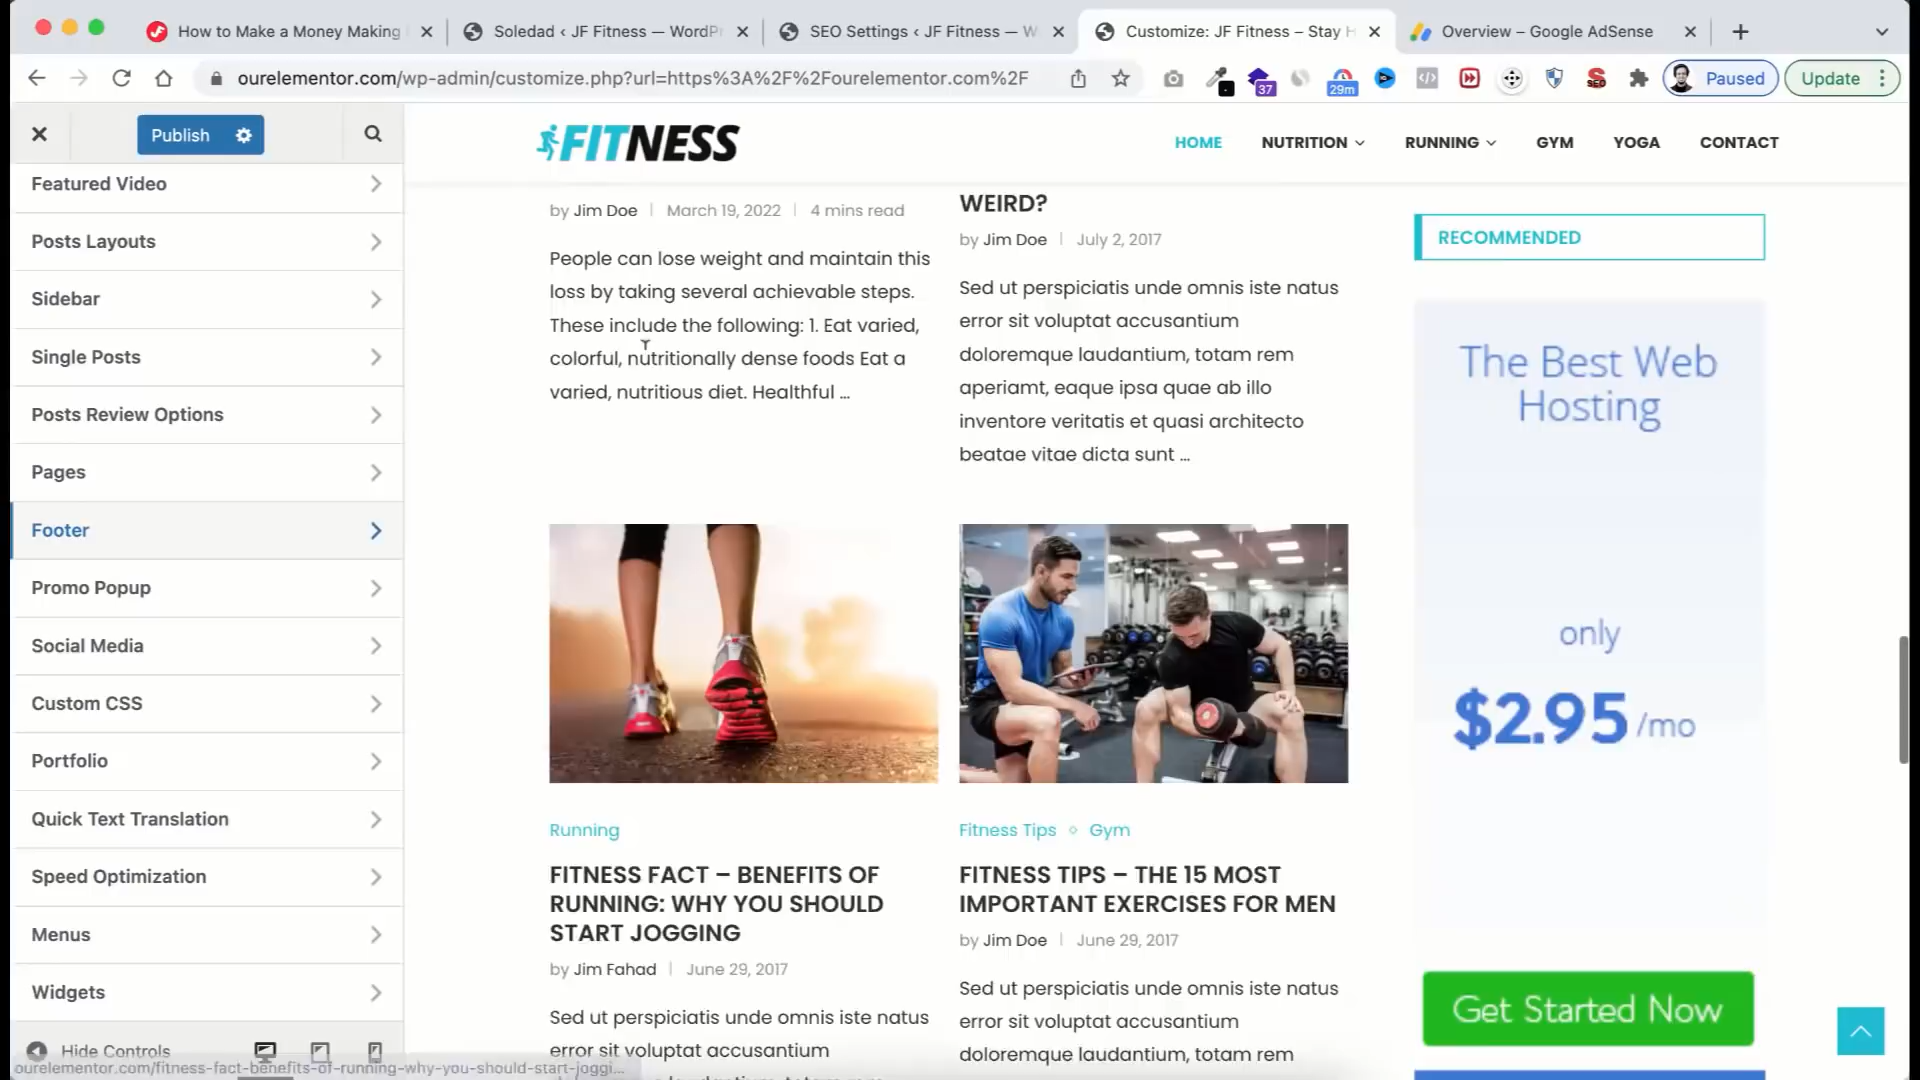 How to Make a Money Making
Soledad ‹ JF Fitness — WordPr
SEO Settings ‹ JF Fitness — W
Customize: JF Fitness – Stay H
Overview – Google AdSense
ourelementor.com/wp-admin/customize.php?url=https%3A%2F%2Fourelementor.com%2F
37
29m
SEO
Paused
Update
Publish
FITNESS
HOME
NUTRITION
RUNNING
GYM
YOGA
CONTACT
Featured Video
Posts Layouts
Sidebar
Single Posts
Posts Review Options
Pages
Footer
Promo Popup
Social Media
Custom CSS
Portfolio
Quick Text Translation
Speed Optimization
Menus
Widgets
Hide Controls
ourelementor.com/fitness-fact-benefits-of-running-why-you-should-start-joggi...
by Jim Doe March 19, 2022 4 mins read
People can lose weight and maintain this
loss by taking several achievable steps.
These include the following: 1. Eat varied,
colorful, nutritionally dense foods Eat a
varied, nutritious diet. Healthful ...
WEIRD?
by Jim Doe July 2, 2017
Sed ut perspiciatis unde omnis iste natus
error sit voluptat accusantium
doloremque laudantium, totam rem
aperiamt, eaque ipsa quae ab illo
inventore veritatis et quasi architecto
beatae vitae dicta sunt ...
Running
FITNESS FACT – BENEFITS OF
RUNNING: WHY YOU SHOULD
START JOGGING
by Jim Fahad June 29, 2017
Sed ut perspiciatis unde omnis iste natus
error sit voluptat accusantium
Fitness Tips ◇ Gym
FITNESS TIPS – THE 15 MOST
IMPORTANT EXERCISES FOR MEN
by Jim Doe June 29, 2017
Sed ut perspiciatis unde omnis iste natus
error sit voluptat accusantium
doloremque laudantium, totam rem
RECOMMENDED
The Best Web
Hosting
only
$2.95 /mo
Get Started Now